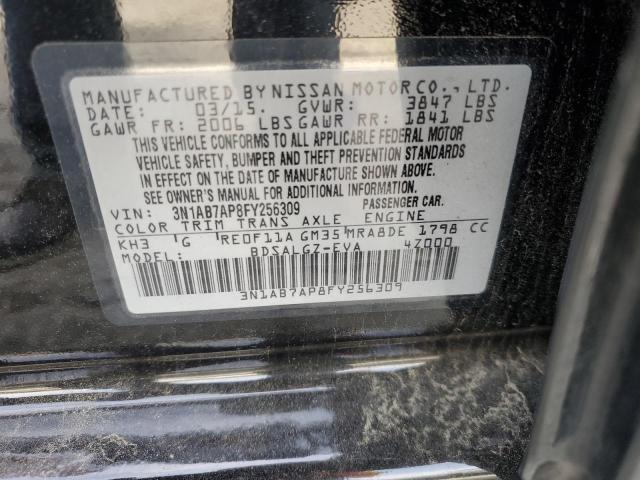 MANUFACTURED BY NISSAN MOTOR CO., LTD.
DATE: 03/15. GVWR: 3847 LBS
GAWR FR: 2006 LBS GAWR RR: 1841 LBS
THIS VEHICLE CONFORMS TO ALL APPLICABLE FEDERAL MOTOR
VEHICLE SAFETY, BUMPER AND THEFT PREVENTION STANDARDS
IN EFFECT ON THE DATE OF MANUFACTURE SHOWN ABOVE.
SEE OWNER'S MANUAL FOR ADDITIONAL INFORMATION.
VIN: 3N1AB7AP8FY256309 PASSENGER CAR.
COLOR TRIM TRANS AXLE ENGINE
KH3 G RE0F11A GM35 MRA8DE 1798 CC
MODEL: BDSALGZ-EVA 4Z000
3N1AB7AP8FY256309